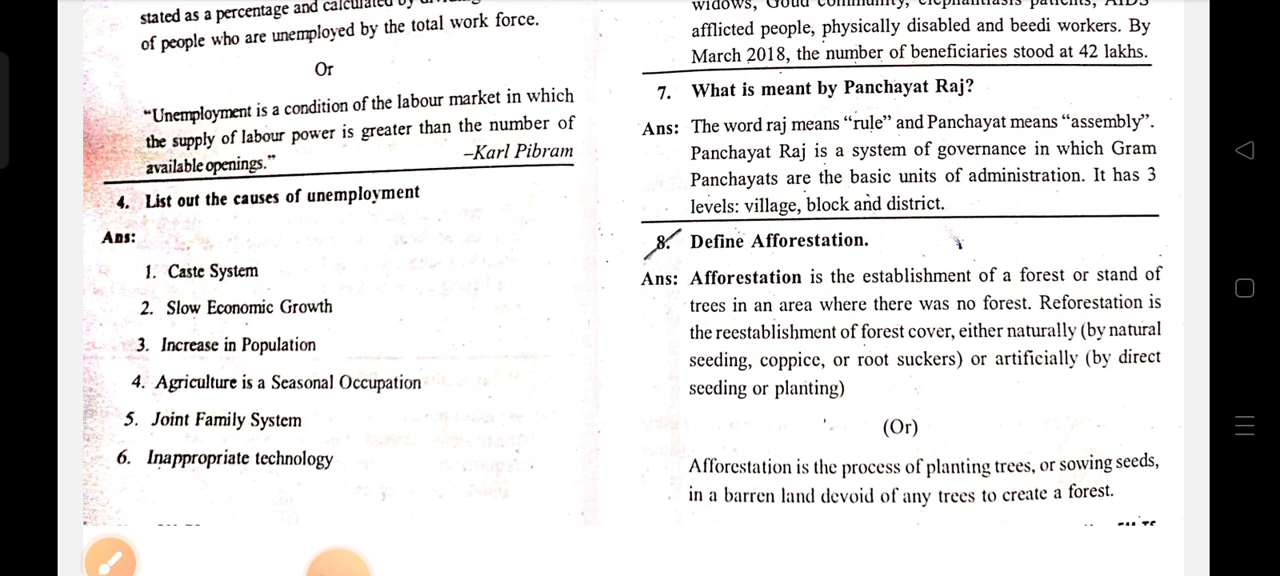 stated as a percentage and calculated by
of people who are unemployed by the total work force.
Or
“Unemployment is a condition of the labour market in which
the supply of labour power is greater than the number of
available openings.”
–Karl Pibram
4. List out the causes of unemployment
Ans:
1. Caste System
2. Slow Economic Growth
3. Increase in Population
4. Agriculture is a Seasonal Occupation
5. Joint Family System
6. Inappropriate technology
widows, Goud community, elephantiasis patients, AIDS
afflicted people, physically disabled and beedi workers. By
March 2018, the number of beneficiaries stood at 42 lakhs.
7. What is meant by Panchayat Raj?
Ans: The word raj means “rule” and Panchayat means “assembly”.
Panchayat Raj is a system of governance in which Gram
Panchayats are the basic units of administration. It has 3
levels: village, block and district.
8. Define Afforestation.
Ans: Afforestation is the establishment of a forest or stand of
trees in an area where there was no forest. Reforestation is
the reestablishment of forest cover, either naturally (by natural
seeding, coppice, or root suckers) or artificially (by direct
seeding or planting)
(Or)
Afforestation is the process of planting trees, or sowing seeds,
in a barren land devoid of any trees to create a forest.